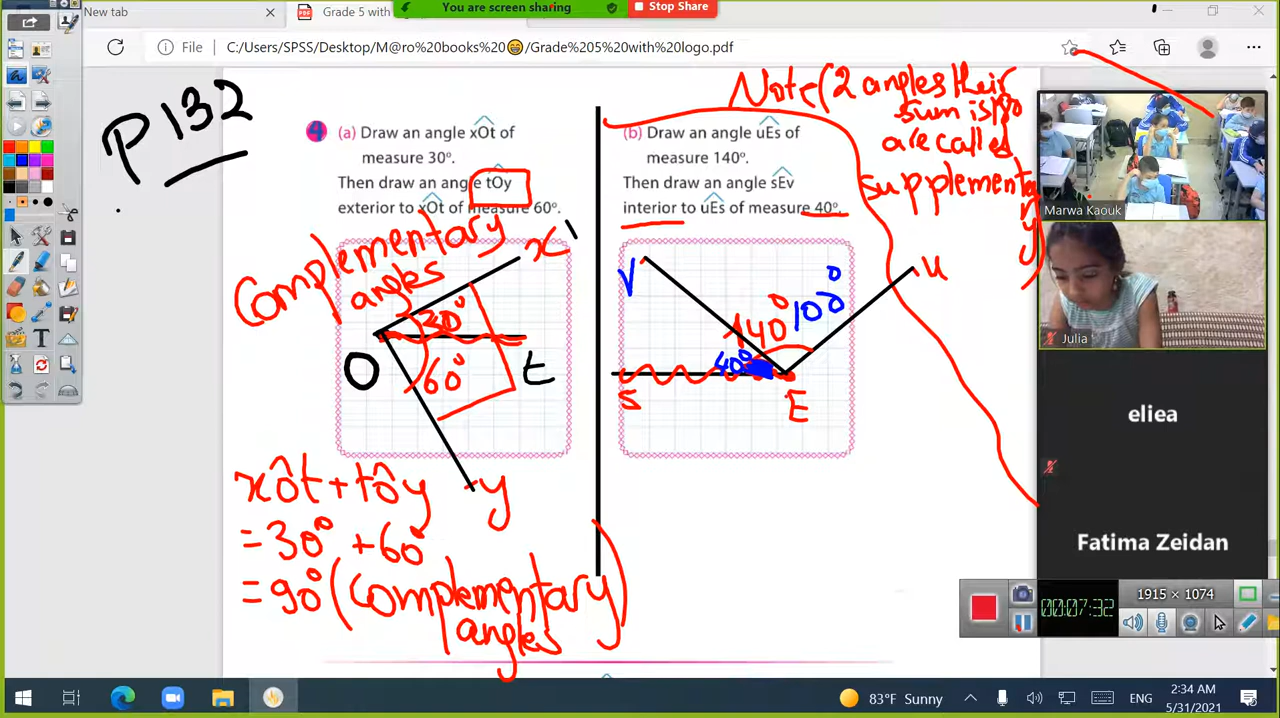 New tab
Grade 5 with
You are screen sharing
Stop Share
File
C:/Users/SPSS/Desktop/M@ro%20books%20😄/Grade%205%20with%20logo.pdf
P132
4 (a) Draw an angle xOt of
measure 30°.
Then draw an angle tOy
exterior to xOt of measure 60°.
Complementary
angles
x'
30°
60°
O
t
y
xÔt + tÔy
= 30° + 60°
= 90° (complementary
angles
(b) Draw an angle uEs of
measure 140°.
Then draw an angle sEv
interior to uEs of measure 40°.
Note (2 angles their
sum is 180
are called
supplementary)
V
u
140°
100°
40°
S
E
Marwa Kaouk
Julia
eliea
Fatima Zeidan
1915 × 1074
00:07:32
83°F Sunny
ENG
2:34 AM
5/31/2021